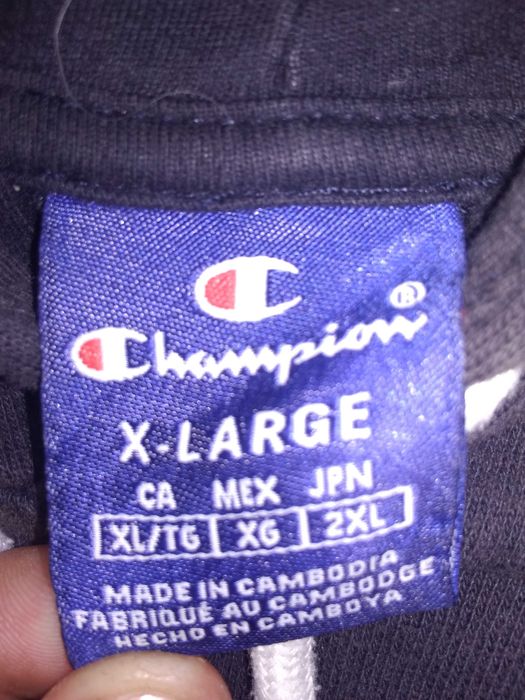 Champion®
X-LARGE
CA MEX JPN
XL/TG XG 2XL
MADE IN CAMBODIA
FABRIQUÉ AU CAMBODGE
HECHO EN CAMBOYA